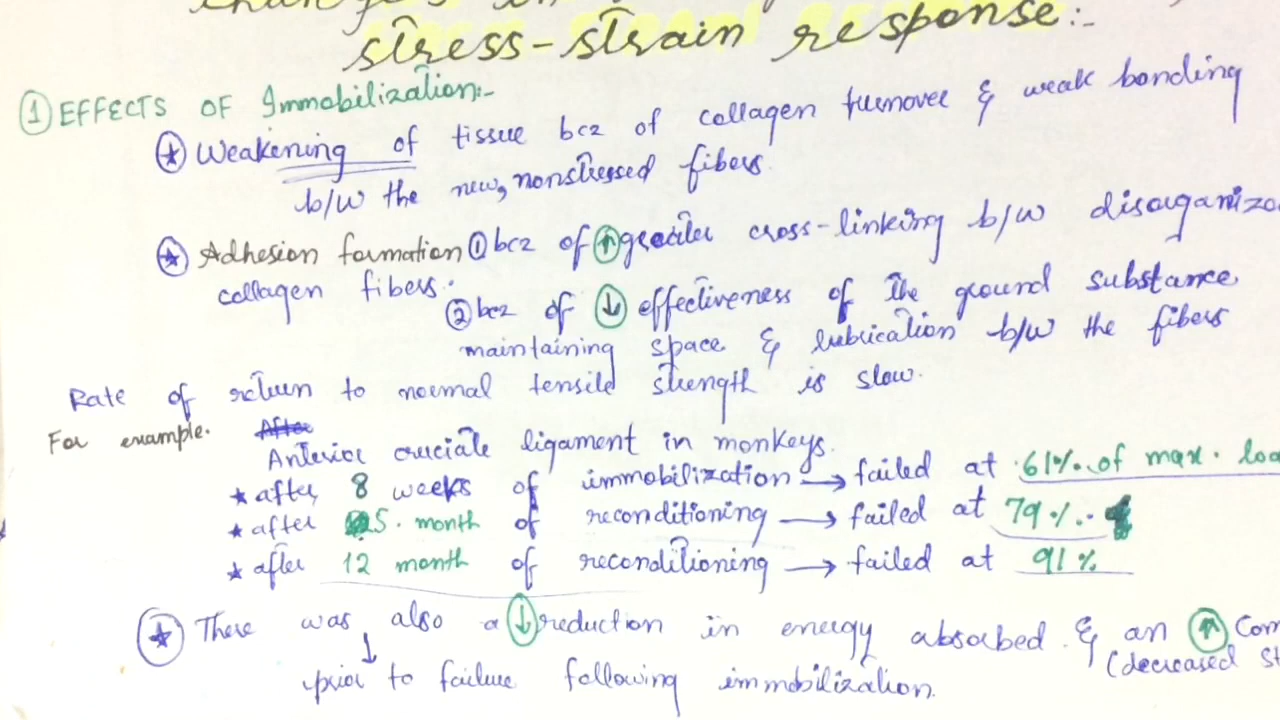 changes in
stress-strain response:-
① EFFECTS OF Immobilization:-
Weakening of tissue bcz of collagen turnover & weak bonding
b/w the new, nonstressed fibers.
Adhesion formation ① bcz of ↑ greater cross-linking b/w disorganize
collagen fibers.
② bcz of ↓ effectiveness of the ground substance
maintaining space & lubrication b/w the fibers
Rate of return to normal tensile strength is slow.
For example. After
Anterior cruciate ligament in monkeys.
★ after 8 weeks of immobilization → failed at 61% of max. loa
★ after 5. month of reconditioning → failed at 79%.
★ after 12 month of reconditioning → failed at 91%
★ There was also a ↓ reduction in energy absorbed & an ↑ Com
(decreased st
prior to failure following immobilization.